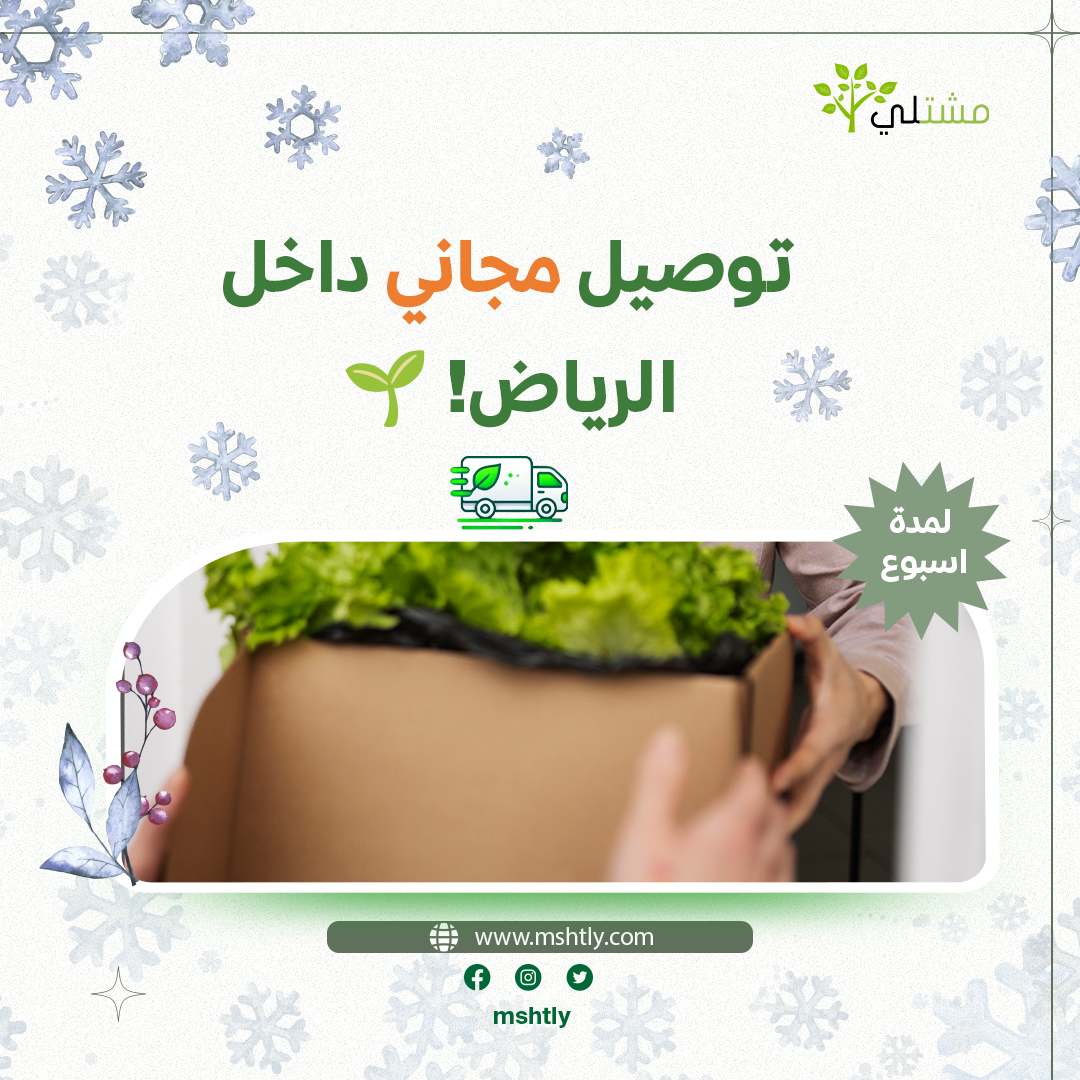 مشتلي
توصيل مجاني داخل
الرياض!
لمدة
اسبوع
www.mshtly.com
mshtly